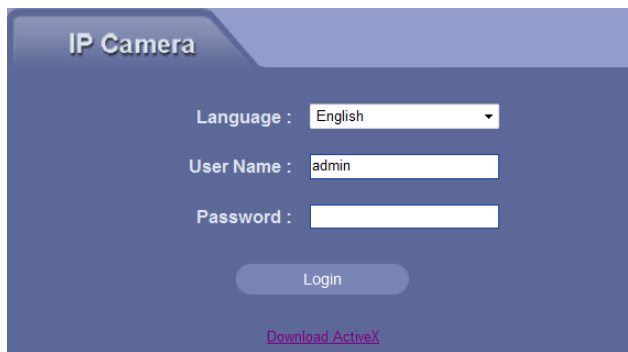 IP Camera
Language : English
User Name : admin
Password :
Login
Download ActiveX